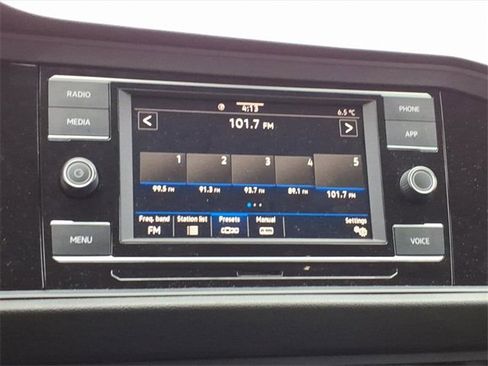 RADIO
MEDIA
MENU
PHONE
APP
VOICE
4:13
6.5 °C
101.7 FM
1 2 3 4 5
99.5 FM 91.3 FM 93.7 FM 89.1 FM 101.7 FM
Freq. band Station list Presets Manual Settings
FM